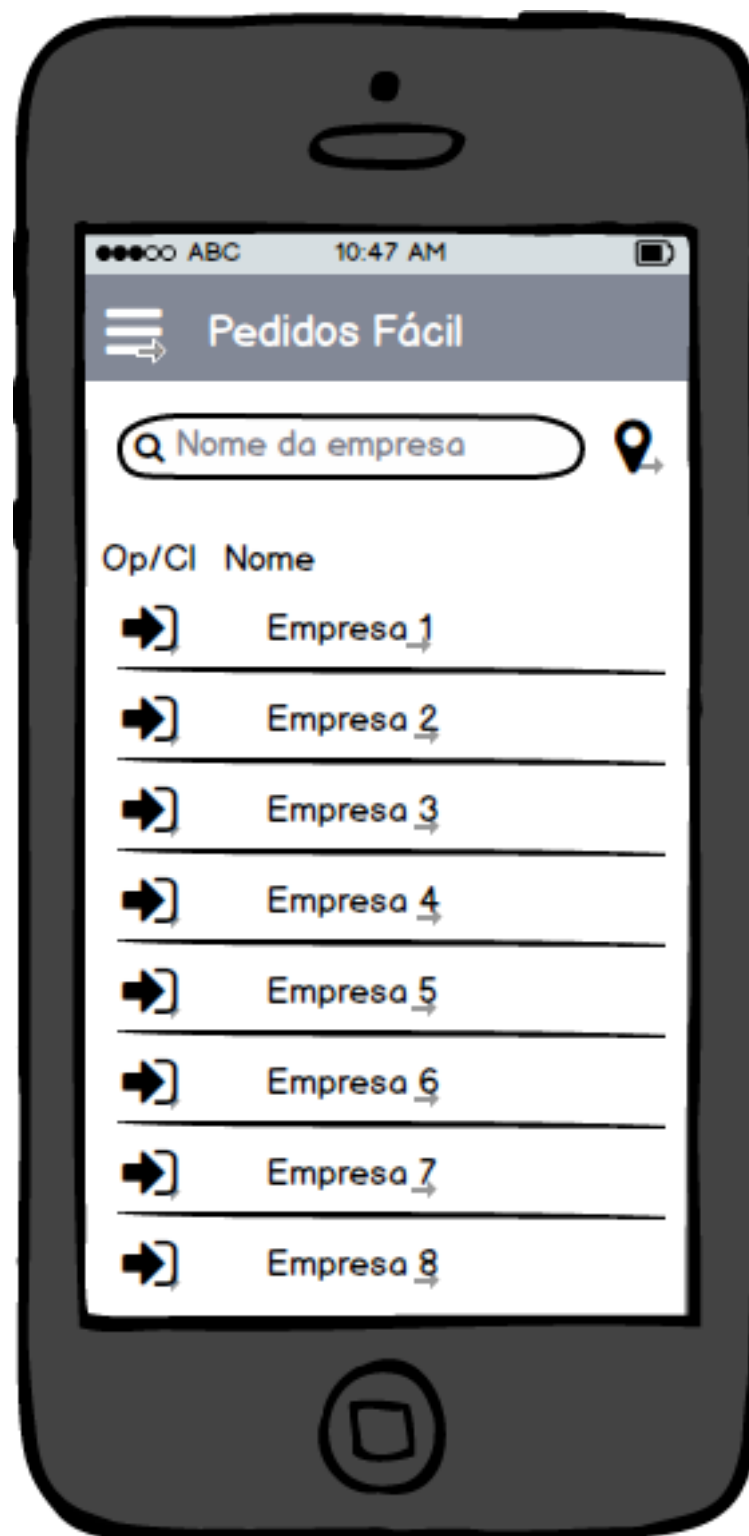 ABC 10:47 AM
Pedidos Fácil
Nome da empresa
Op/Cl Nome
Empresa 1
Empresa 2
Empresa 3
Empresa 4
Empresa 5
Empresa 6
Empresa 7
Empresa 8